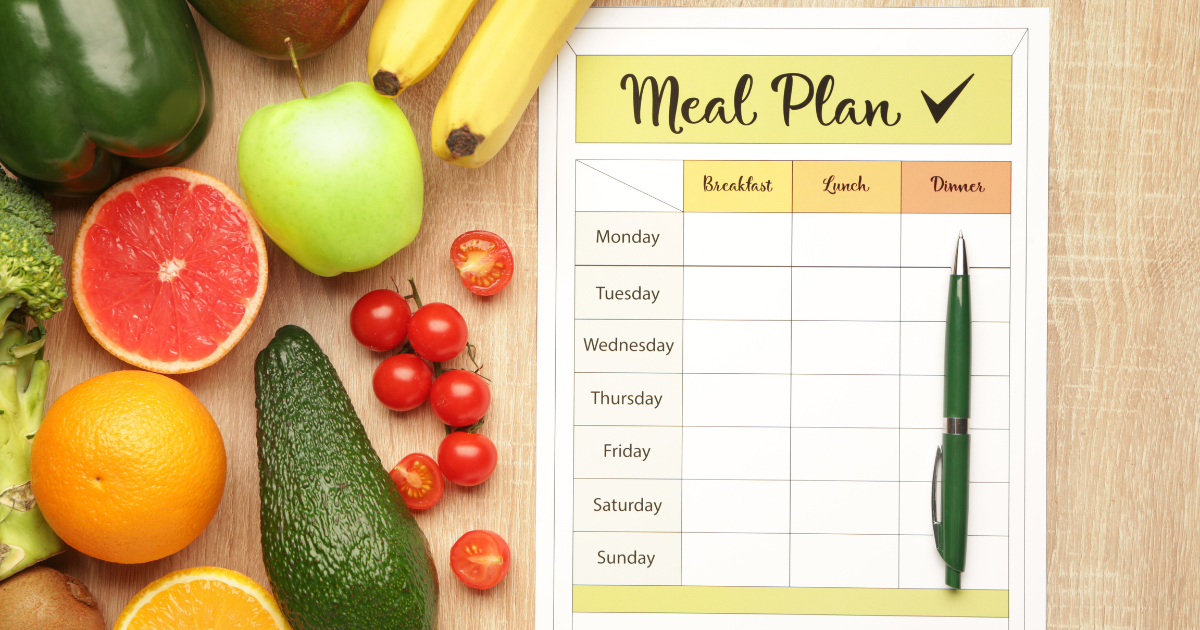 Meal Plan ✓
Breakfast Lunch Dinner
Monday
Tuesday
Wednesday
Thursday
Friday
Saturday
Sunday